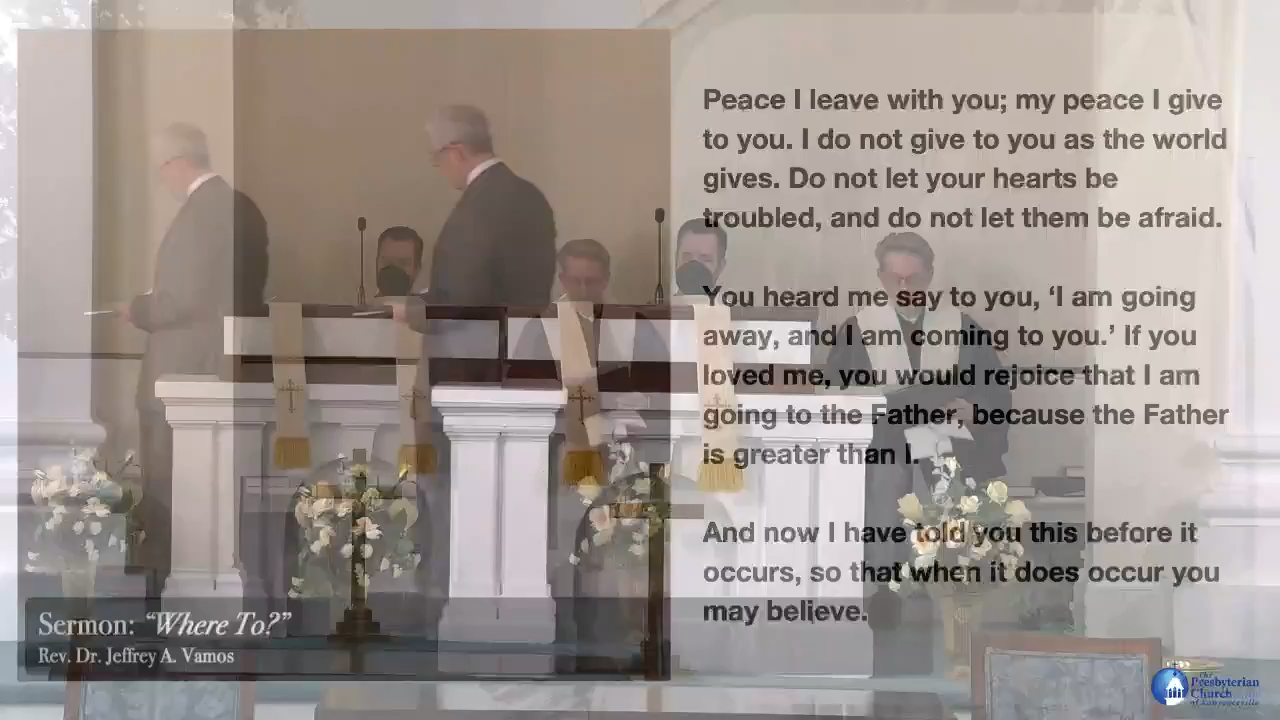 Peace I leave with you; my peace I give
to you. I do not give to you as the world
gives. Do not let your hearts be
troubled, and do not let them be afraid.
You heard me say to you, ‘I am going
away, and I am coming to you.’ If you
loved me, you would rejoice that I am
going to the Father, because the Father
is greater than I.
And now I have told you this before it
occurs, so that when it does occur you
may believe.
Sermon: “Where To?”
Rev. Dr. Jeffrey A. Vamos
The
Presbyterian
Church
of Lawrenceville